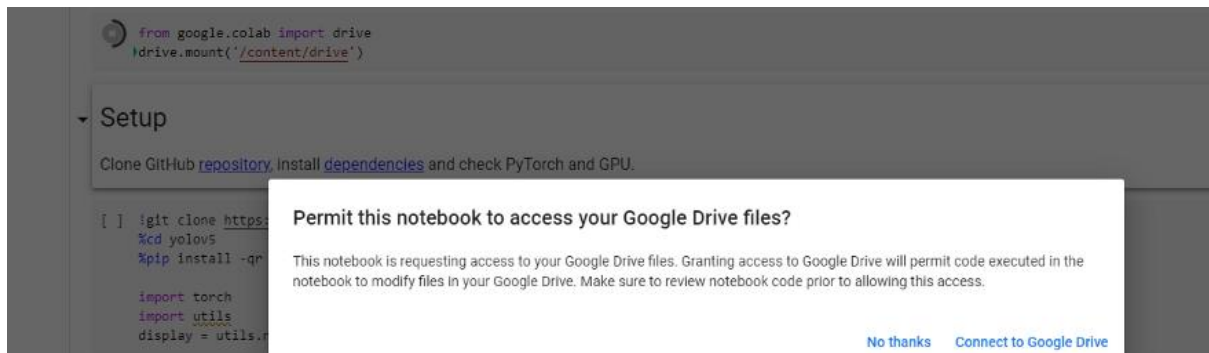 from google.colab import drive
drive.mount('/content/drive')
Setup
Clone GitHub repository, install dependencies and check PyTorch and GPU.
[ ] !git clone https:
%cd yolov5
%pip install -qr
import torch
import utils
display = utils.
Permit this notebook to access your Google Drive files?
This notebook is requesting access to your Google Drive files. Granting access to Google Drive will permit code executed in the
notebook to modify files in your Google Drive. Make sure to review notebook code prior to allowing this access.
No thanks Connect to Google Drive